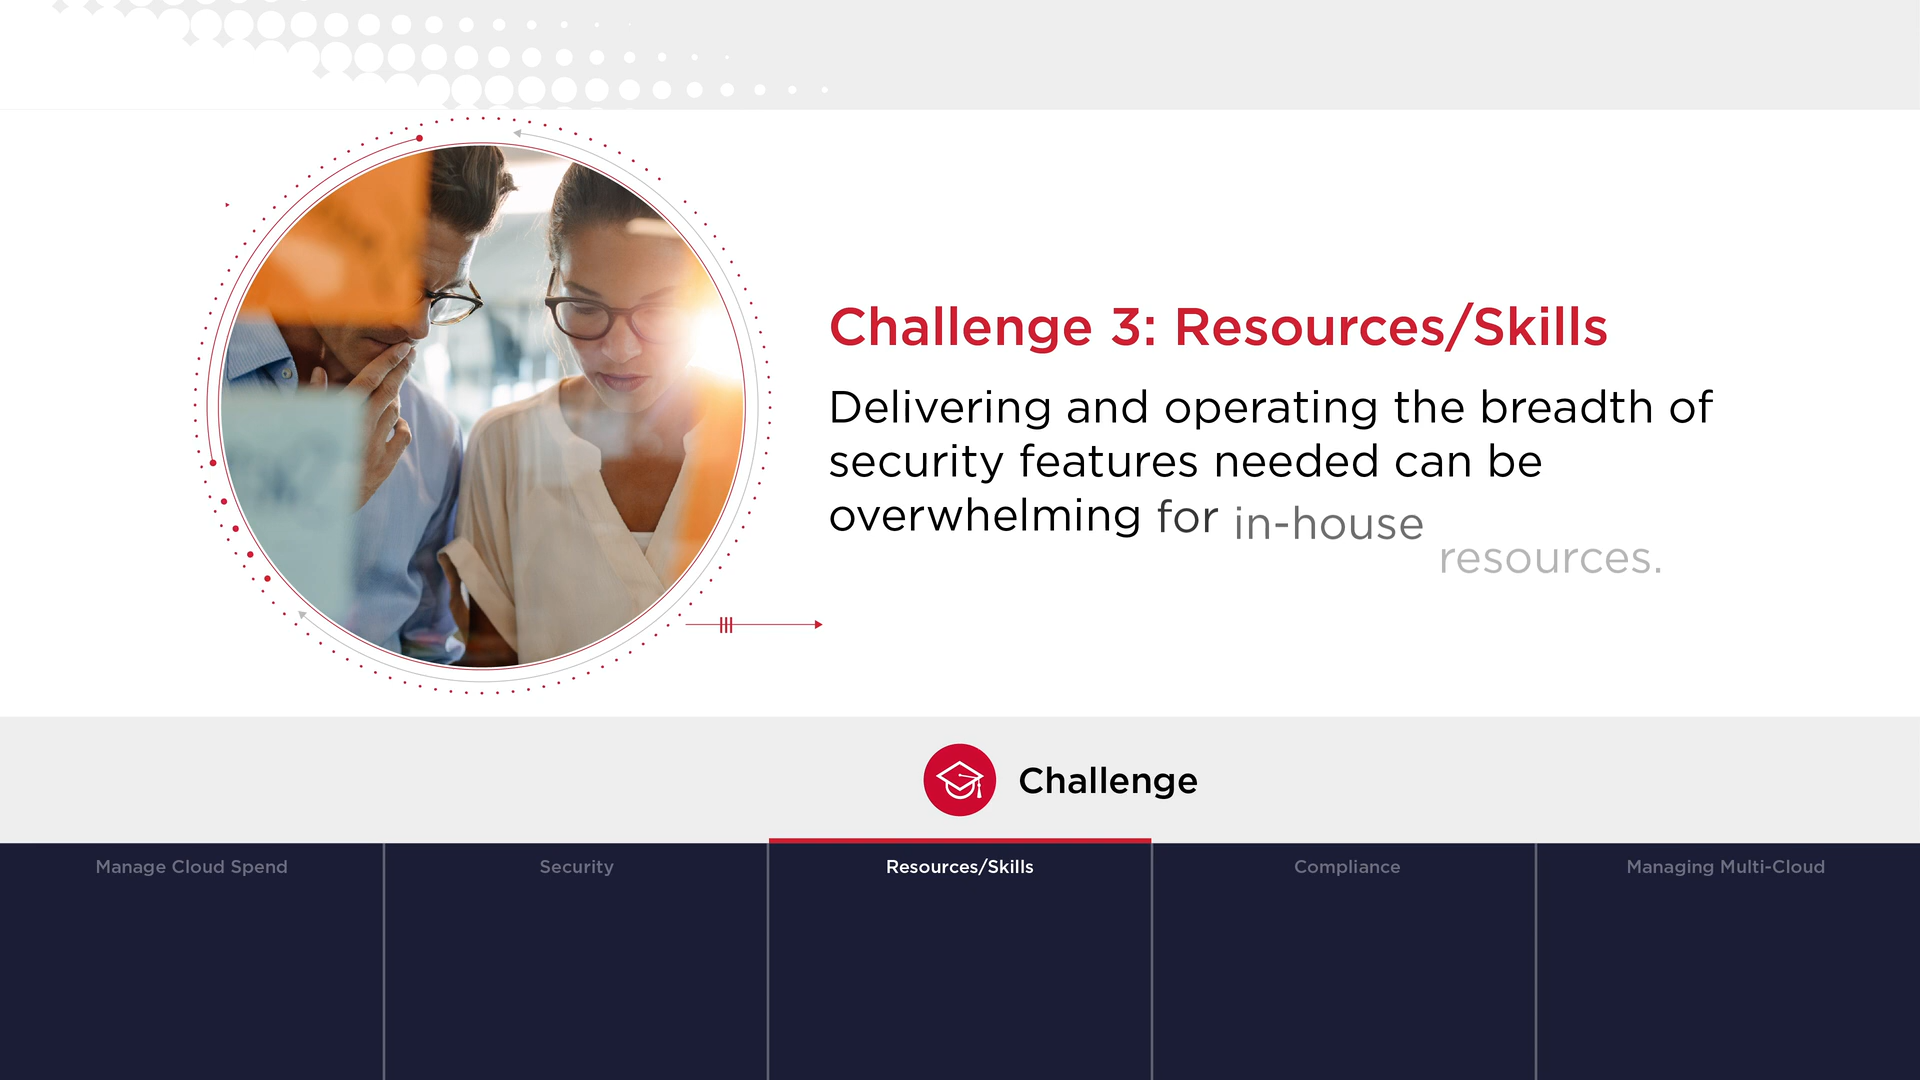 Challenge 3: Resources/Skills
Delivering and operating the breadth of
security features needed can be
overwhelming for in-house
resources.
Challenge
Manage Cloud Spend
Security
Resources/Skills
Compliance
Managing Multi-Cloud